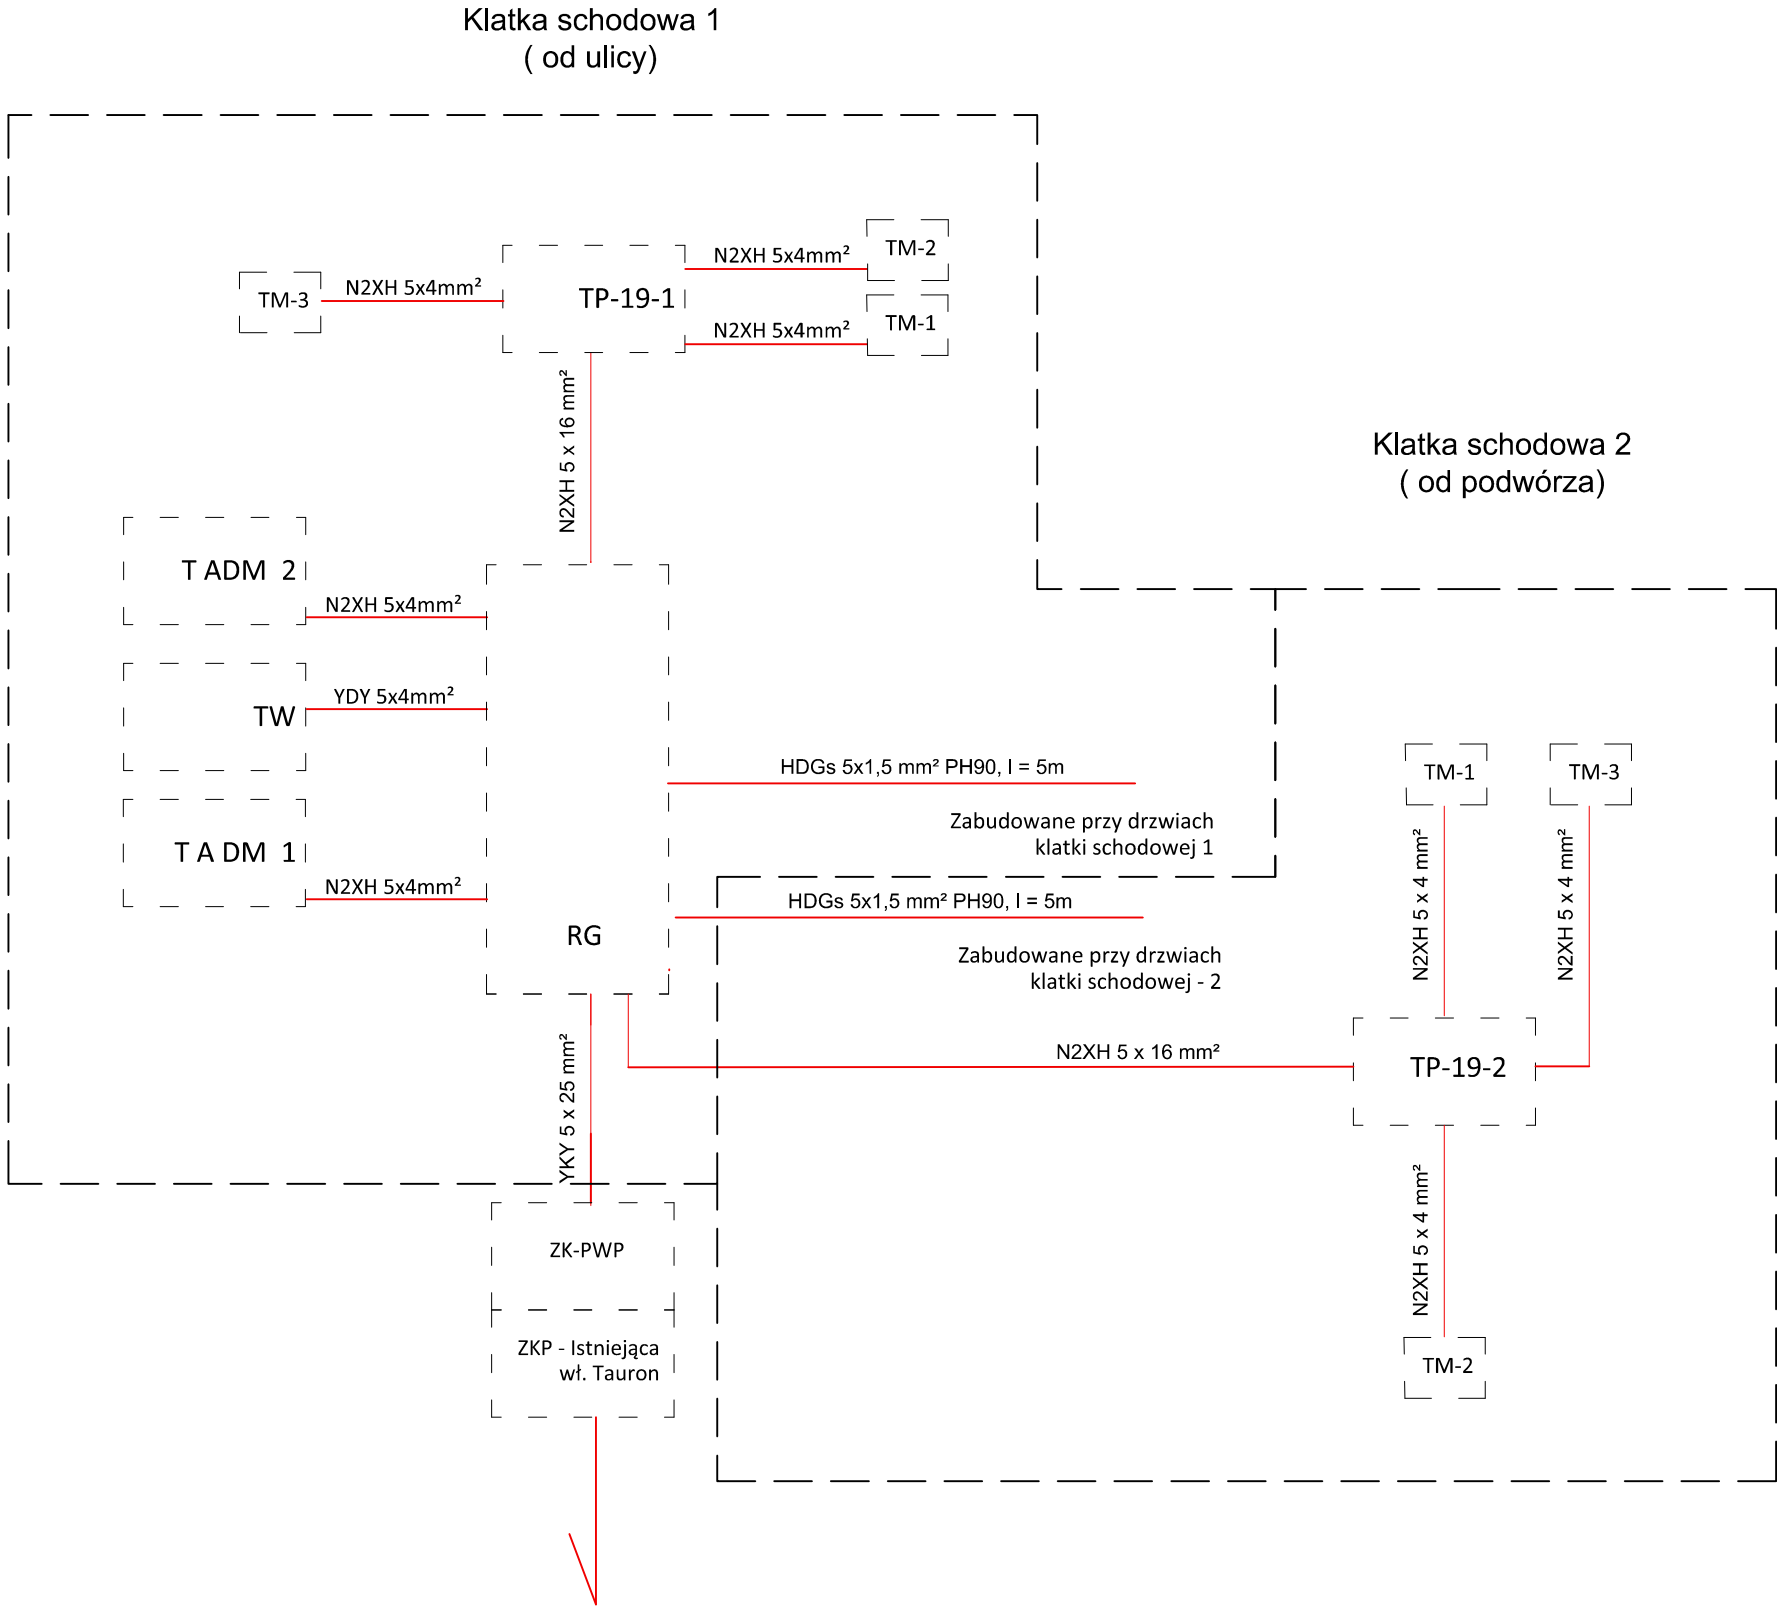 Klatka schodowa 1
( od ulicy)
N2XH 5x4mm²
TM-2
TM-3
N2XH 5x4mm²
TP-19-1
N2XH 5x4mm²
TM-1
N2XH 5 x 16 mm²
Klatka schodowa 2
( od podwórza)
T ADM 2
N2XH 5x4mm²
TW
YDY 5x4mm²
HDGs 5x1,5 mm² PH90, l = 5m
Zabudowane przy drzwiach
klatki schodowej 1
T A DM 1
N2XH 5x4mm²
HDGs 5x1,5 mm² PH90, l = 5m
RG
Zabudowane przy drzwiach
klatki schodowej - 2
TM-1
TM-3
N2XH 5 x 4 mm²
N2XH 5 x 4 mm²
N2XH 5 x 16 mm²
TP-19-2
YKY 5 x 25 mm²
N2XH 5 x 4 mm²
ZK-PWP
ZKP - Istniejąca
wł. Tauron
TM-2